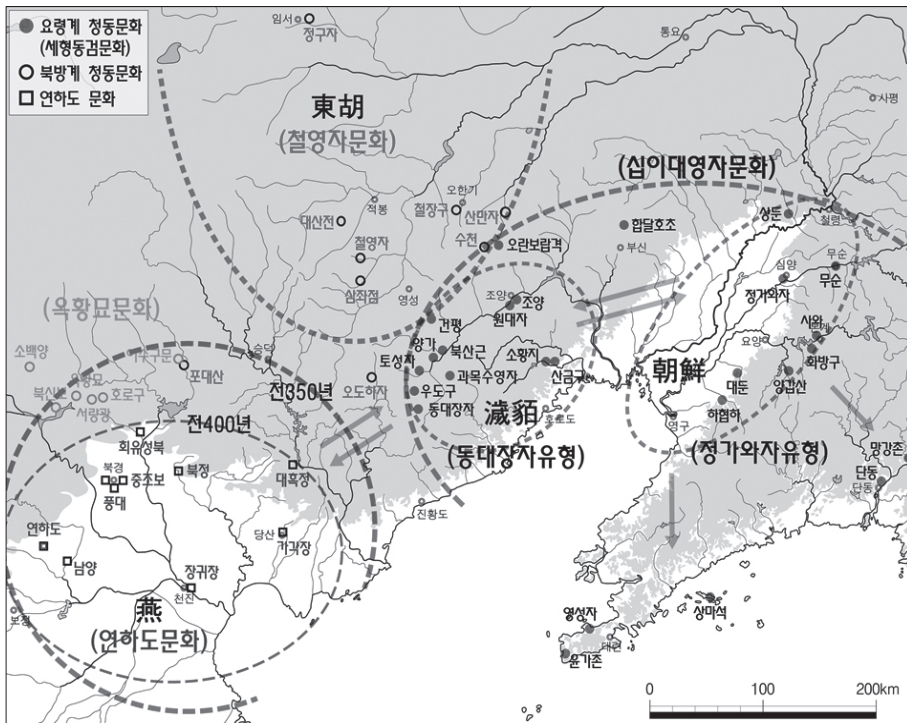 요령계 청동문화
(세형동검문화)
북방계 청동문화
연하도 문화
임서
정구자
통요
사평
東胡
(철영자문화)
(십이대영자문화)
오한기
적봉
철장구
산만자
대산전
합달호초
상둔
철령
철영자
수천
오란보립격
부신
심양
무순
무순
정가와자
삼좌점
영성
조양
조양
원대자
(옥황묘문화)
건평
사와
요양
소백양
승덕
양가
북산근
소황지
화방구
토성자
신금구
朝鮮
포대산
전350년
오도하자
과목수영자
대둔
양갑산
호로구
우도구
서량광
전400년
동대장자
濊貊
호로도
영구
하협하
회유성북
(동대장자유형)
(정가와자유형)
망강촌
북경
중조보
북정
대흑정
단동
단동
풍대
진황도
연하도
당산
가각장
남양
장귀장
천진
보정
燕
(연하도문화)
영성자
상마석
대련
윤가촌
0
100
200km